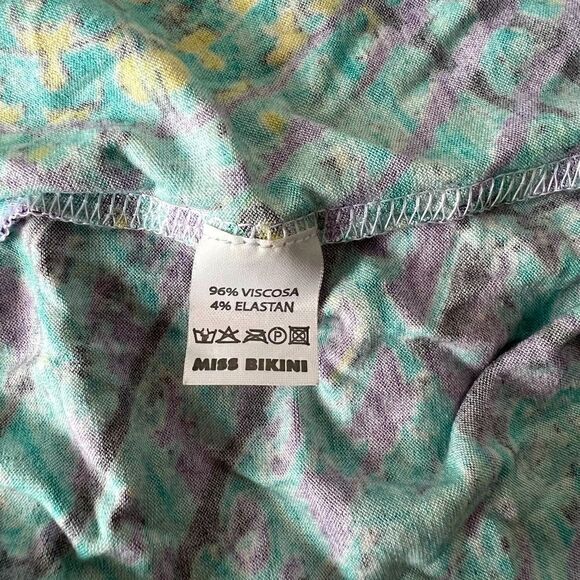 96% VISCOSA
4% ELASTAN
P
MISS BIKINI